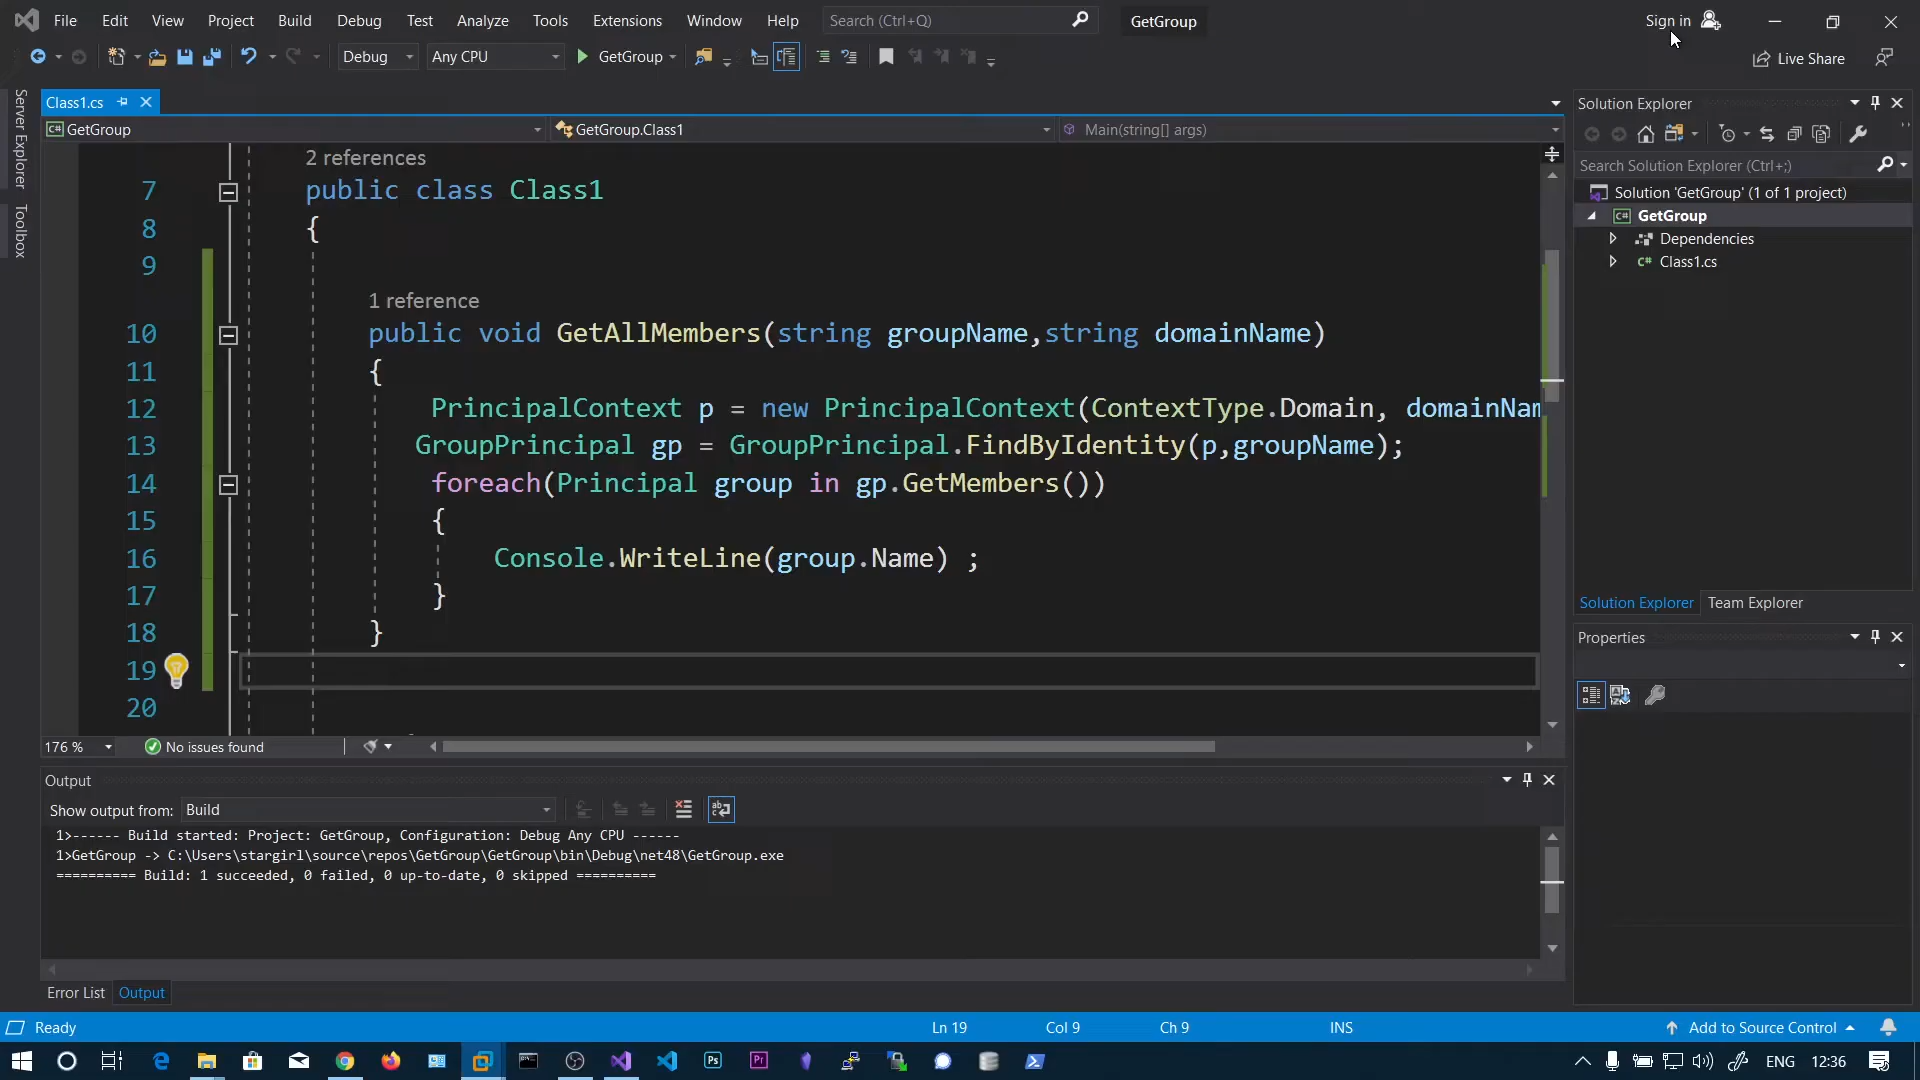 File Edit View Project Build Debug Test Analyze Tools Extensions Window Help Search (Ctrl+Q) GetGroup Sign in
Debug Any CPU GetGroup Live Share
Server Explorer
Toolbox
Class1.cs
GetGroup GetGroup.Class1 Main(string[] args)
2 references
7 public class Class1
8 {
9
1 reference
10 public void GetAllMembers(string groupName,string domainName)
11 {
12 PrincipalContext p = new PrincipalContext(ContextType.Domain, domainNam
13 GroupPrincipal gp = GroupPrincipal.FindByIdentity(p,groupName);
14 foreach(Principal group in gp.GetMembers())
15 {
16 Console.WriteLine(group.Name) ;
17 }
18 }
19
20
176 % No issues found
Output
Show output from: Build
1>------ Build started: Project: GetGroup, Configuration: Debug Any CPU ------
1>GetGroup -> C:\Users\stargirl\source\repos\GetGroup\GetGroup\bin\Debug\net48\GetGroup.exe
========== Build: 1 succeeded, 0 failed, 0 up-to-date, 0 skipped ==========
Error List Output
Solution Explorer
Search Solution Explorer (Ctrl+;)
Solution 'GetGroup' (1 of 1 project)
C# GetGroup
Dependencies
C# Class1.cs
Solution Explorer Team Explorer
Properties
Ready Ln 19 Col 9 Ch 9 INS Add to Source Control
Ps Pr ENG 12:36